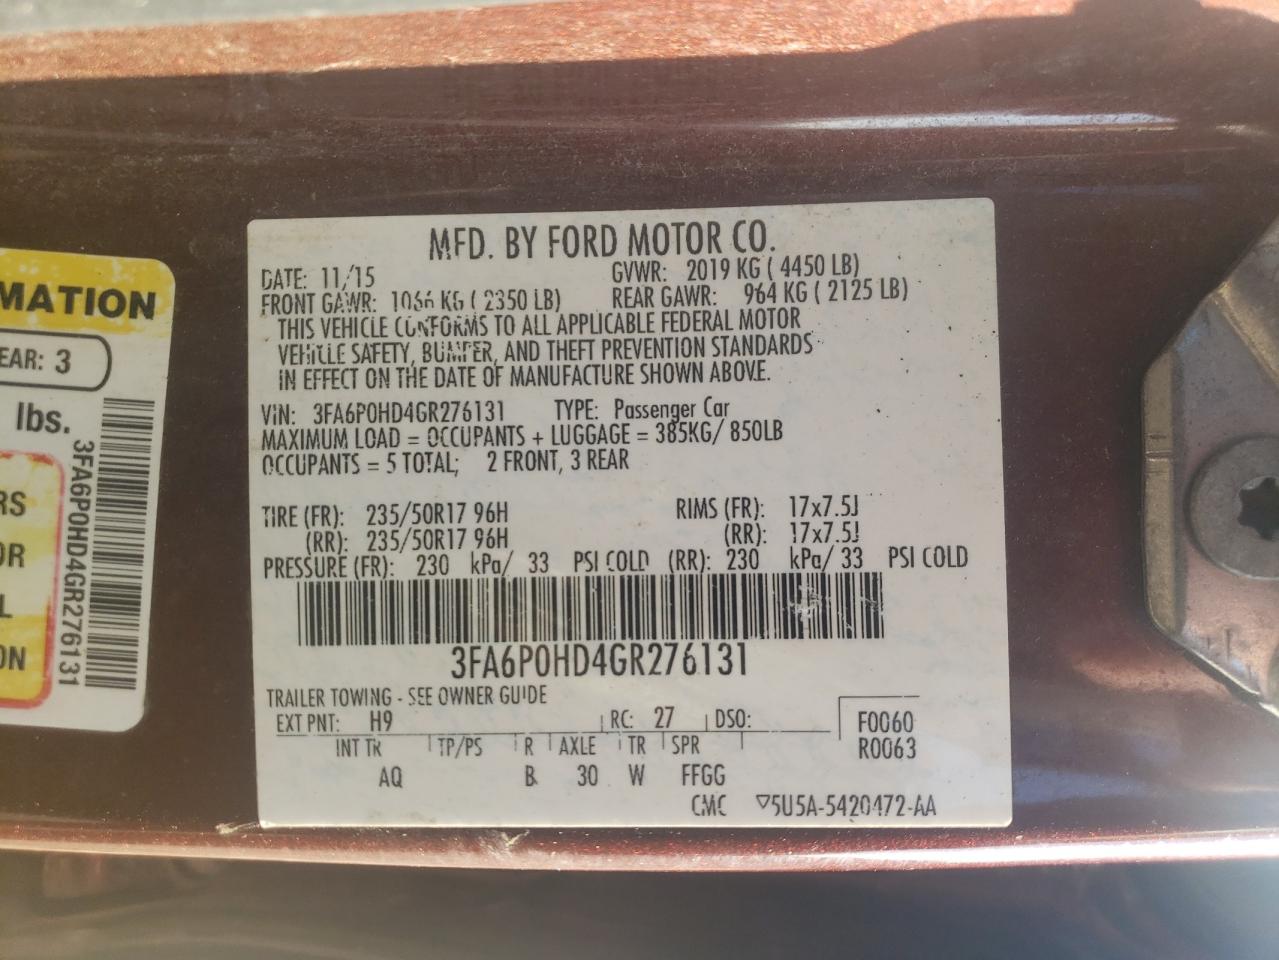 MATION
EAR: 3
lbs.
RS
OR
L
ON
3FA6P0HD4GR276131
MFD. BY FORD MOTOR CO.
DATE: 11/15 GVWR: 2019 KG ( 4450 LB)
FRONT GAWR: 1066 KG ( 2350 LB) REAR GAWR: 964 KG ( 2125 LB)
THIS VEHICLE CONFORMS TO ALL APPLICABLE FEDERAL MOTOR
VEHICLE SAFETY, BUMPER, AND THEFT PREVENTION STANDARDS
IN EFFECT ON THE DATE OF MANUFACTURE SHOWN ABOVE.
VIN: 3FA6P0HD4GR276131 TYPE: Passenger Car
MAXIMUM LOAD = OCCUPANTS + LUGGAGE = 385KG/ 850LB
OCCUPANTS = 5 TOTAL; 2 FRONT, 3 REAR
TIRE (FR): 235/50R17 96H RIMS (FR): 17x7.5J
(RR): 235/50R17 96H (RR): 17x7.5J
PRESSURE (FR): 230 kPa/ 33 PSI COLD (RR): 230 kPa/ 33 PSI COLD
3FA6P0HD4GR276131
TRAILER TOWING - SEE OWNER GUIDE
EXT PNT: H9 RC: 27 DSO: F0060
INT TR TP/PS R AXLE TR SPR R0063
AQ B 30 W FFGG
CMC ▽5U5A-5420472-AA